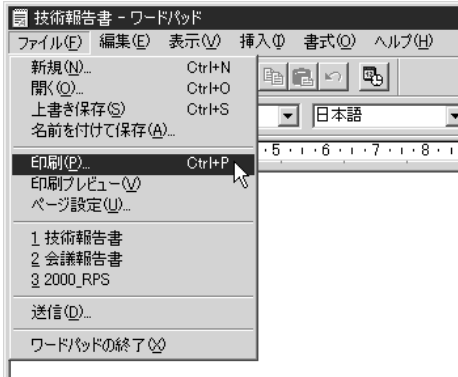 技術報告書 - ワードパッド
ファイル(F) 編集(E) 表示(V) 挿入(I) 書式(O) ヘルプ(H)
新規(N)... Ctrl+N
開く(O)... Ctrl+O
上書き保存(S) Ctrl+S
名前を付けて保存(A)...
日本語
印刷(P)... Ctrl+P
·5·ı·6·ı·7·ı·8·ı
印刷プレビュー(V)
ページ設定(U)...
1 技術報告書
2 会議報告書
3 2000_RPS
送信(D)...
ワードパッドの終了(X)